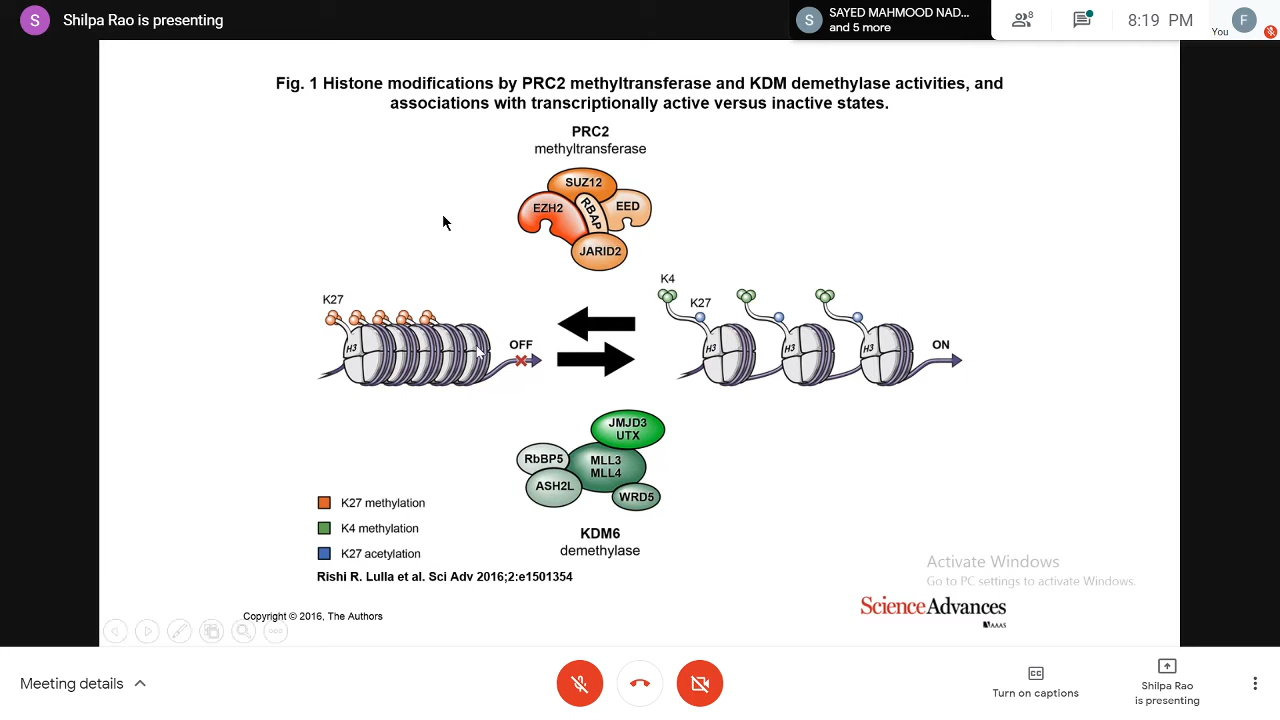 S Shilpa Rao is presenting
S SAYED MAHMOOD NAD...
and 5 more
8
8:19 PM
You
F
Fig. 1 Histone modifications by PRC2 methyltransferase and KDM demethylase activities, and
associations with transcriptionally active versus inactive states.
PRC2
methyltransferase
SUZ12
EZH2
RBAP
EED
JARID2
K27
H3
OFF
K4
K27
H3
H3
H3
ON
JMJD3
UTX
RbBP5
MLL3
MLL4
ASH2L
WRD5
KDM6
demethylase
K27 methylation
K4 methylation
K27 acetylation
Rishi R. Lulla et al. Sci Adv 2016;2:e1501354
Copyright © 2016, The Authors
Activate Windows
Go to PC settings to activate Windows.
ScienceAdvances
AAAS
Meeting details
CC
Turn on captions
Shilpa Rao
is presenting